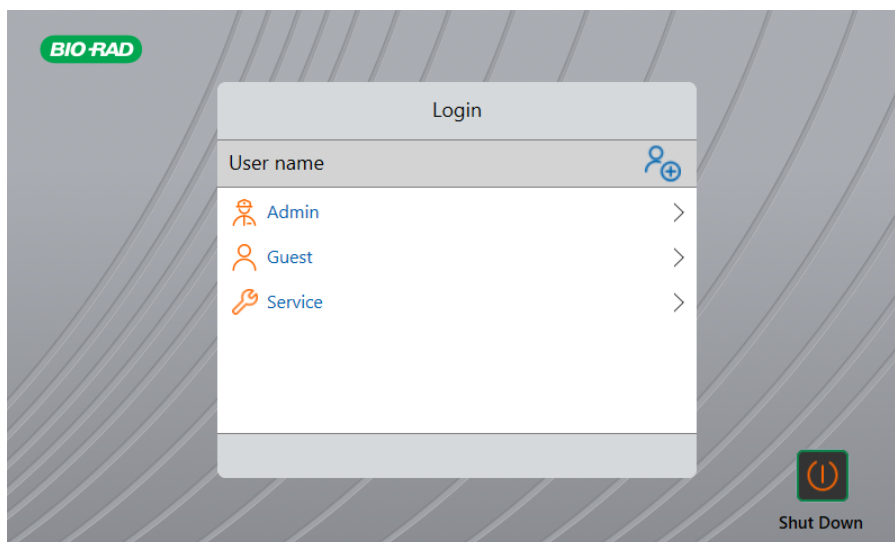 BIO-RAD
Login
User name
Admin
Guest
Service
Shut Down